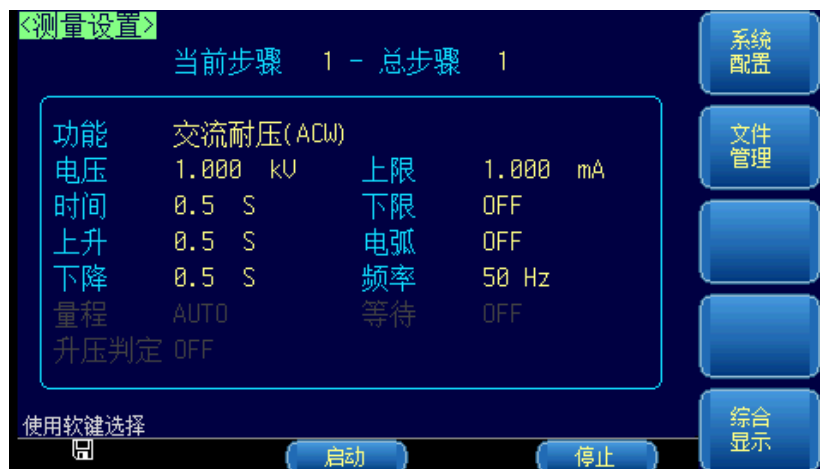 <测量设置>
当前步骤 1 - 总步骤 1
功能 交流耐压(ACW)
电压 1.000 kV 上限 1.000 mA
时间 0.5 S 下限 OFF
上升 0.5 S 电弧 OFF
下降 0.5 S 频率 50 Hz
量程 AUTO 等待 OFF
升压判定 OFF
使用软键选择
启动 停止
系统
配置
文件
管理
综合
显示